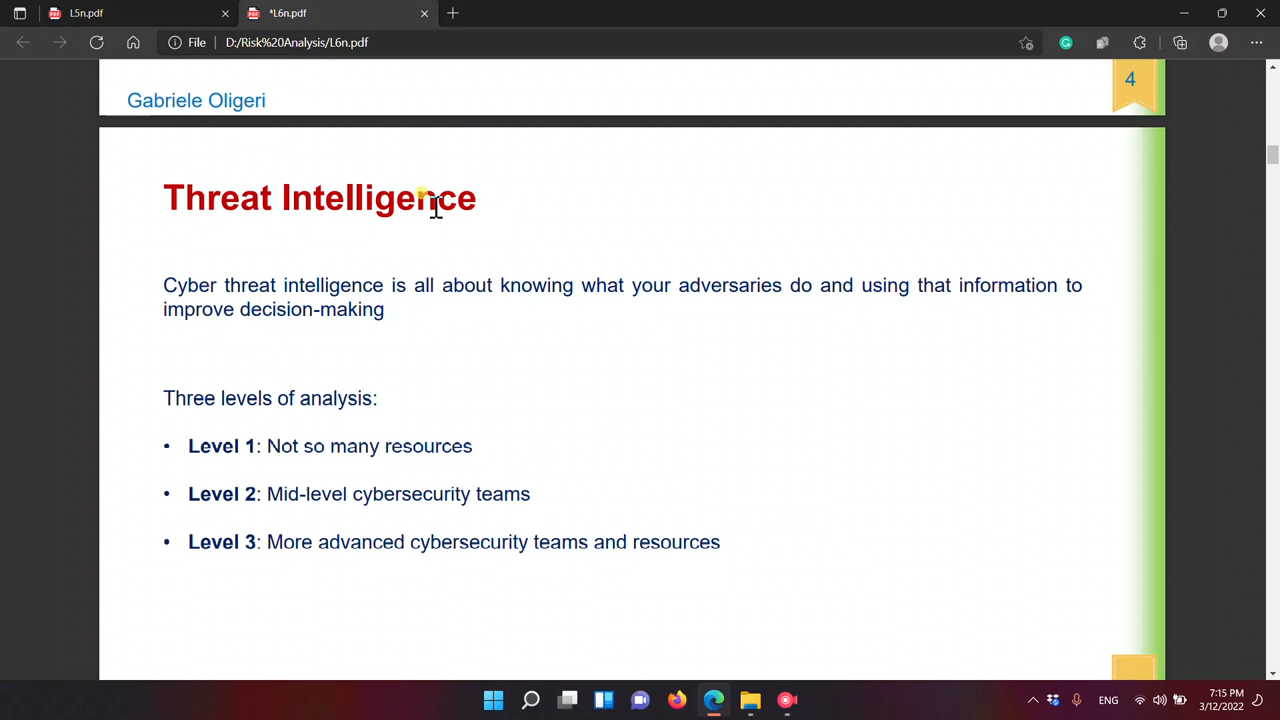 L5n.pdf
*L6n.pdf
File
D:/Risk%20Analysis/L6n.pdf
4
Gabriele Oligeri
Threat Intelligence
Cyber threat intelligence is all about knowing what your adversaries do and using that information to
improve decision-making
Three levels of analysis:
• Level 1: Not so many resources
• Level 2: Mid-level cybersecurity teams
• Level 3: More advanced cybersecurity teams and resources
ENG
7:15 PM
3/12/2022